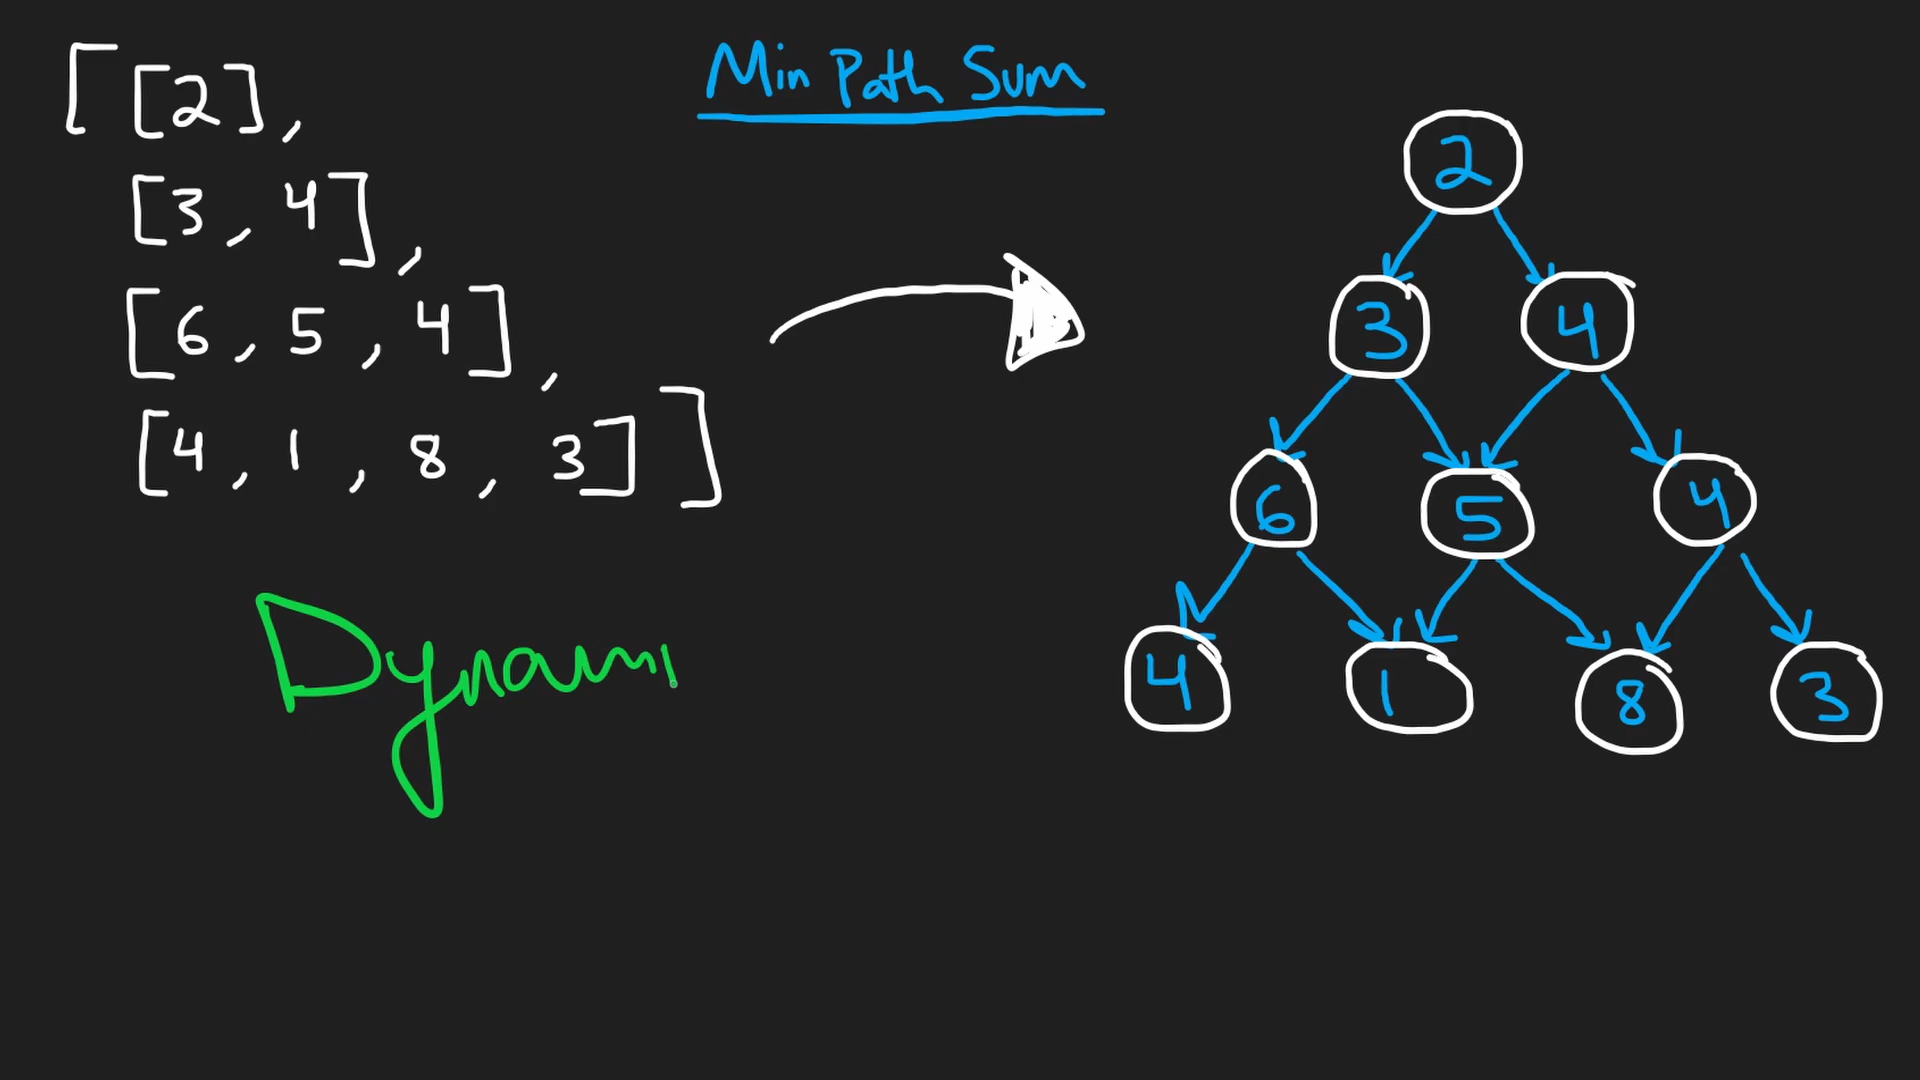 Min Path Sum
[ [2],
[3, 4],
[6, 5, 4],
[4, 1, 8, 3] ]
Dynami
2
3 4
6 5 4
4 1 8 3